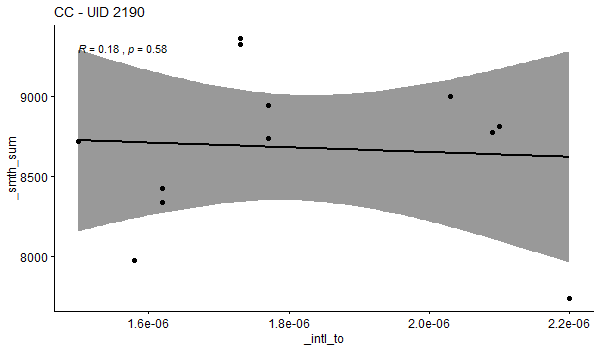 CC - UID 2190
R = 0.18 , p = 0.58
9000
8500
8000
_smth_sum
1.6e-06 1.8e-06 2.0e-06 2.2e-06
_intl_to